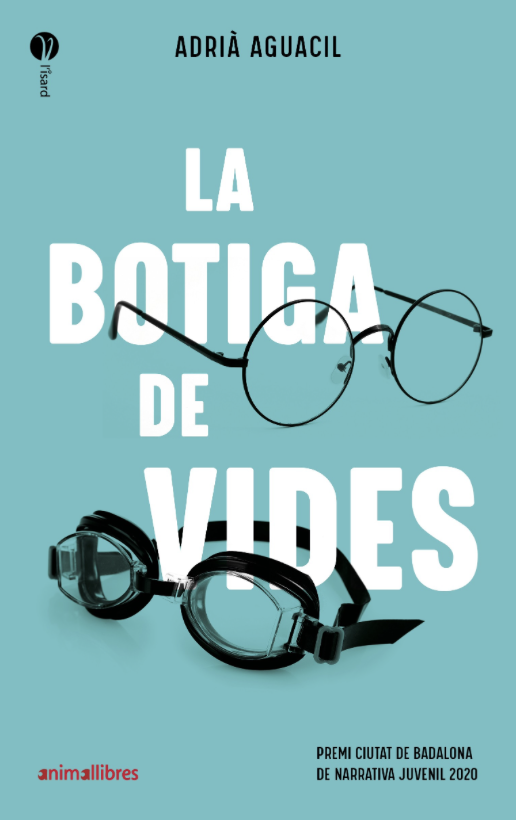 ADRIÀ AGUACIL
l'isard
LA
BOTIGA
DE
VIDES
animallibres
PREMI CIUTAT DE BADALONA
DE NARRATIVA JUVENIL 2020